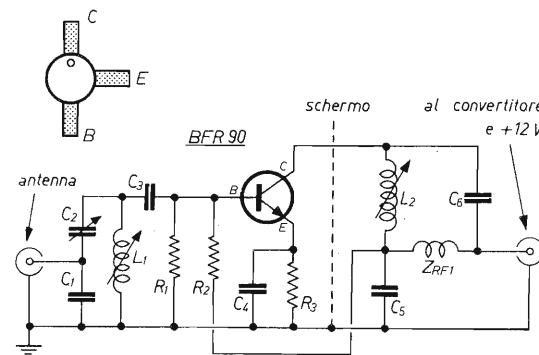 C
E
B
BFR 90
schermo
al convertitore
e +12 V
antenna
C2
C1
L1
C3
R1
R2
B
C
E
C4
R3
L2
C6
ZRF1
C5